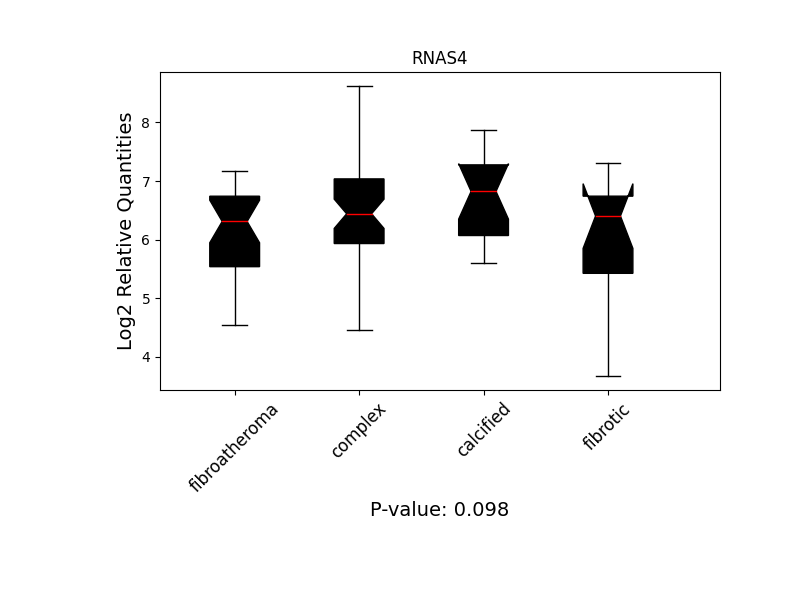 RNAS4
Log2 Relative Quantities
8
7
6
5
4
fibroatheroma
complex
calcified
fibrotic
P-value: 0.098